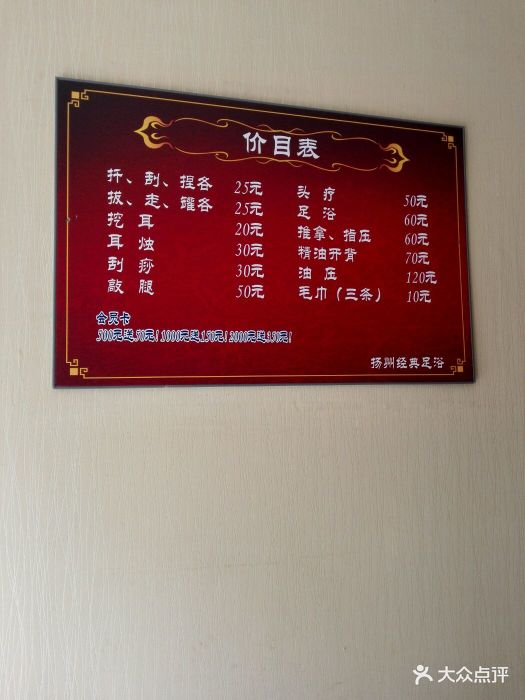 价目表
扦、刮、捏各 25元
拔、走、罐各 25元
挖耳 20元
耳烛 30元
刮痧 30元
敲腿 50元
头疗 50元
足浴 60元
推拿、指压 60元
精油开背 70元
油压 120元
毛巾（三条） 10元
会员卡
500元送50元！1000元送150元！2000元送350元！
扬州经典足浴
大众点评